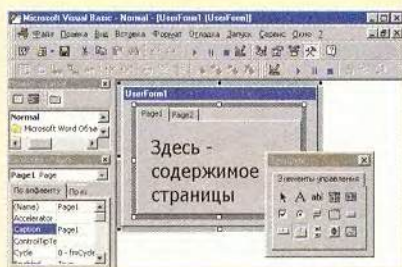 Microsoft Visual Basic - Normal - [UserForm1 (UserForm)]
Файл Правка Вид Вставка Формат Отладка Запуск Сервис Окно ?
Normal
Microsoft Word Объе
Page1 Page
По алфавиту
(Name) Page1
Accelerator
Caption Page1
ControlTipTe
Cycle 0 - fmCycle
UserForm1
Page1 Page2
Здесь -
содержимое
страницы
Элементы управления